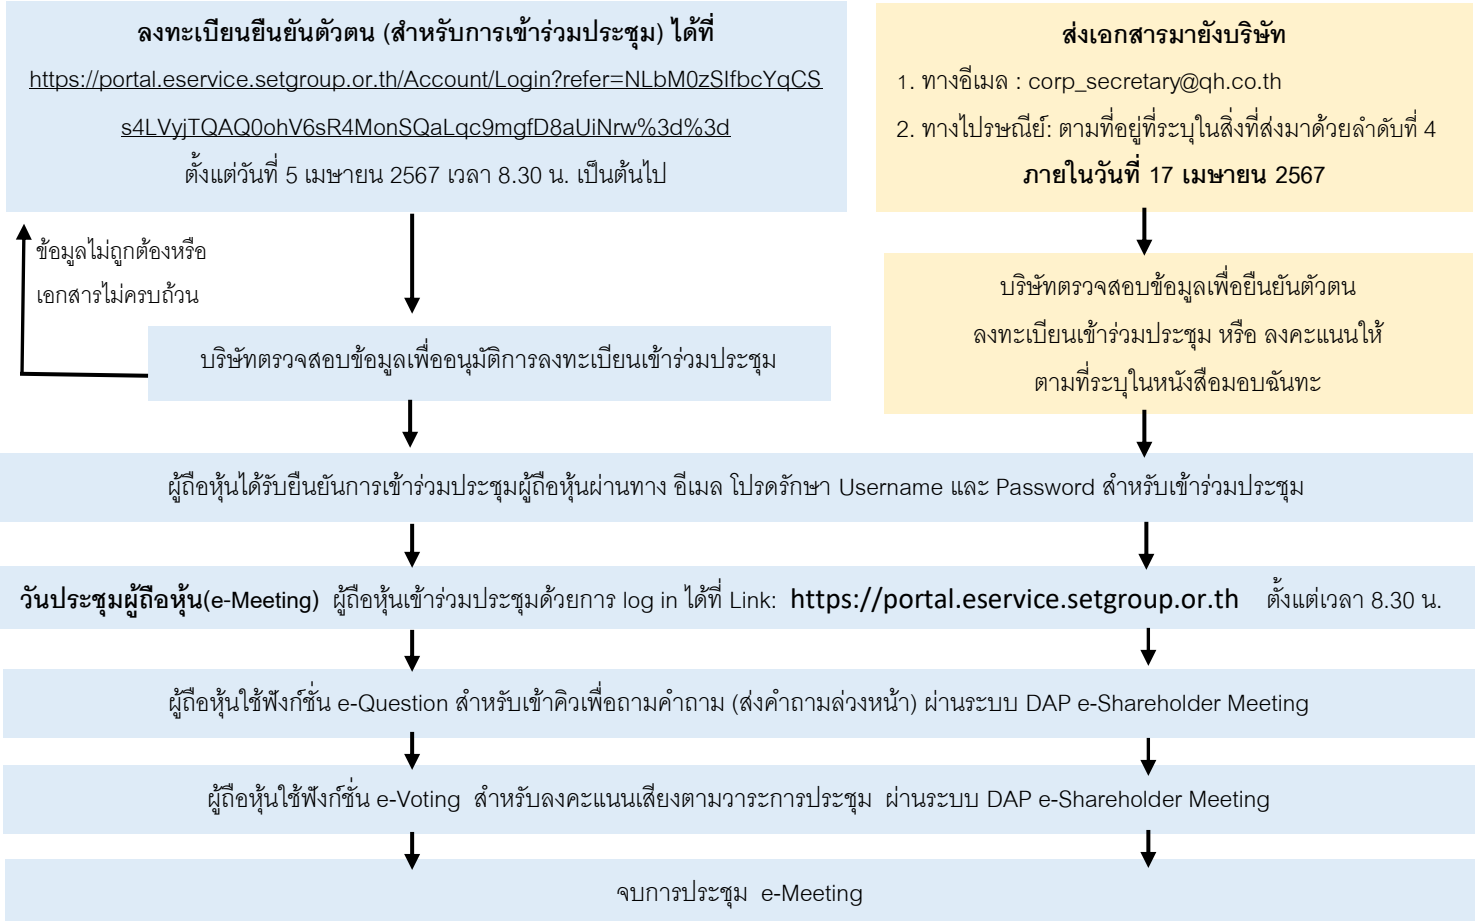 ลงทะเบียนยืนยันตัวตน (สำหรับการเข้าร่วมประชุม) ได้ที่
https://portal.eservice.setgroup.or.th/Account/Login?refer=NLbM0zSIfbcYqCS
s4LVyjTQAQ0ohV6sR4MonSQaLqc9mgfD8aUiNrw%3d%3d
ตั้งแต่วันที่ 5 เมษายน 2567 เวลา 8.30 น. เป็นต้นไป
ส่งเอกสารมายังบริษัท
1. ทางอีเมล : corp_secretary@qh.co.th
2. ทางไปรษณีย์: ตามที่อยู่ที่ระบุในสิ่งที่ส่งมาด้วยลำดับที่ 4
ภายในวันที่ 17 เมษายน 2567
ข้อมูลไม่ถูกต้องหรือ
เอกสารไม่ครบถ้วน
บริษัทตรวจสอบข้อมูลเพื่ออนุมัติการลงทะเบียนเข้าร่วมประชุม
บริษัทตรวจสอบข้อมูลเพื่อยืนยันตัวตน
ลงทะเบียนเข้าร่วมประชุม หรือ ลงคะแนนให้
ตามที่ระบุในหนังสือมอบฉันทะ
ผู้ถือหุ้นได้รับยืนยันการเข้าร่วมประชุมผู้ถือหุ้นผ่านทาง อีเมล โปรดรักษา Username และ Password สำหรับเข้าร่วมประชุม
วันประชุมผู้ถือหุ้น(e-Meeting) ผู้ถือหุ้นเข้าร่วมประชุมด้วยการ log in ได้ที่ Link: https://portal.eservice.setgroup.or.th ตั้งแต่เวลา 8.30 น.
ผู้ถือหุ้นใช้ฟังก์ชั่น e-Question สำหรับเข้าคิวเพื่อถามคำถาม (ส่งคำถามล่วงหน้า) ผ่านระบบ DAP e-Shareholder Meeting
ผู้ถือหุ้นใช้ฟังก์ชั่น e-Voting สำหรับลงคะแนนเสียงตามวาระการประชุม ผ่านระบบ DAP e-Shareholder Meeting
จบการประชุม e-Meeting